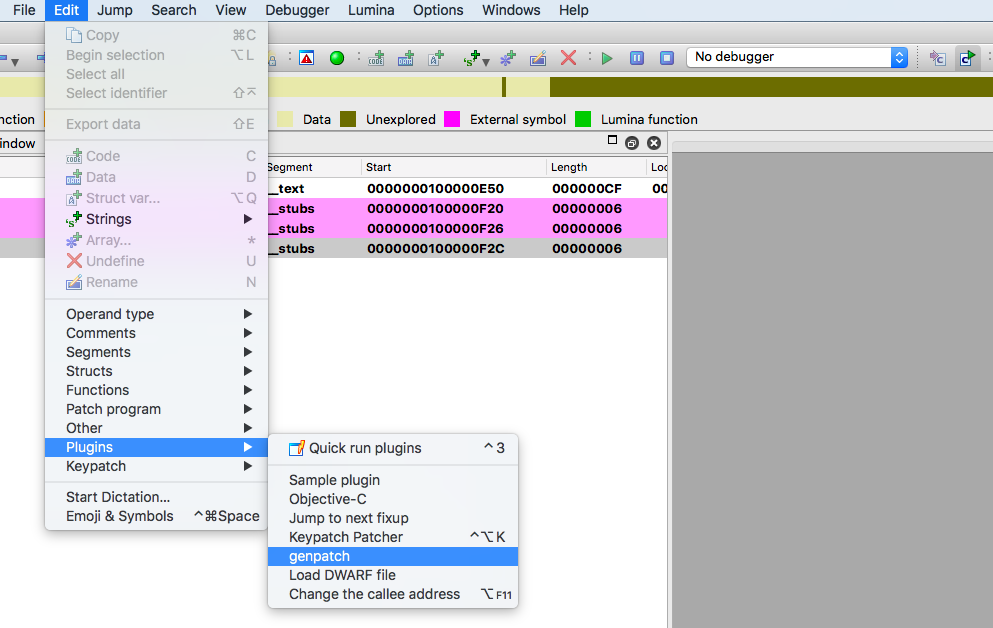 File Edit Jump Search View Debugger Lumina Options Windows Help
No debugger
nction Data Unexplored External symbol Lumina function
indow
Segment Start Length Loc
__text 0000000100000E50 000000CF 00
__stubs 0000000100000F20 00000006
__stubs 0000000100000F26 00000006
__stubs 0000000100000F2C 00000006
Copy ⌘C
Begin selection ⌥L
Select all
Select identifier ⇧⌅
Export data ⇧E
Code C
Data D
Struct var... ⌥Q
Strings
Array... *
Undefine U
Rename N
Operand type
Comments
Segments
Structs
Functions
Patch program
Other
Plugins
Keypatch
Start Dictation...
Emoji & Symbols ^⌘Space
Quick run plugins ^3
Sample plugin
Objective-C
Jump to next fixup
Keypatch Patcher ^⌥K
genpatch
Load DWARF file
Change the callee address ⌥F11